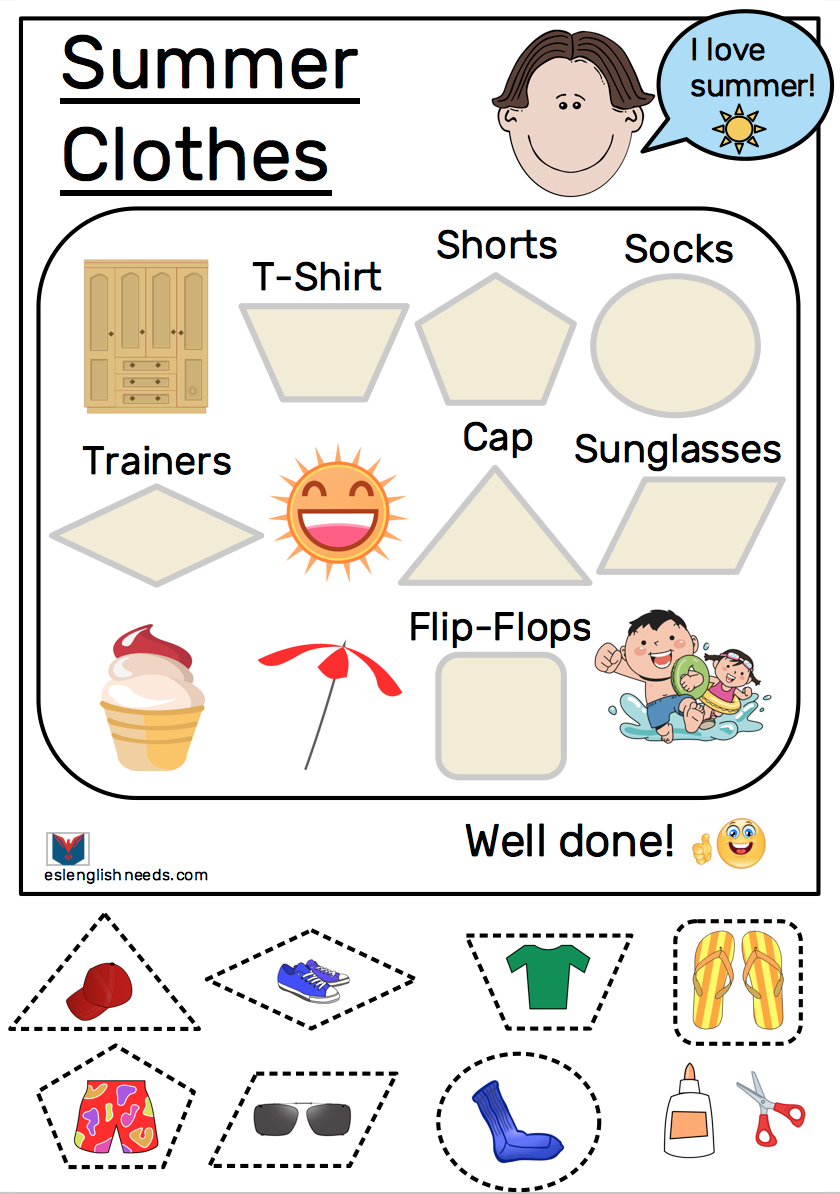 Summer
Clothes
I love
summer!
Shorts
Socks
T-Shirt
Cap
Sunglasses
Trainers
Flip-Flops
Well done!
eslenglishneeds.com